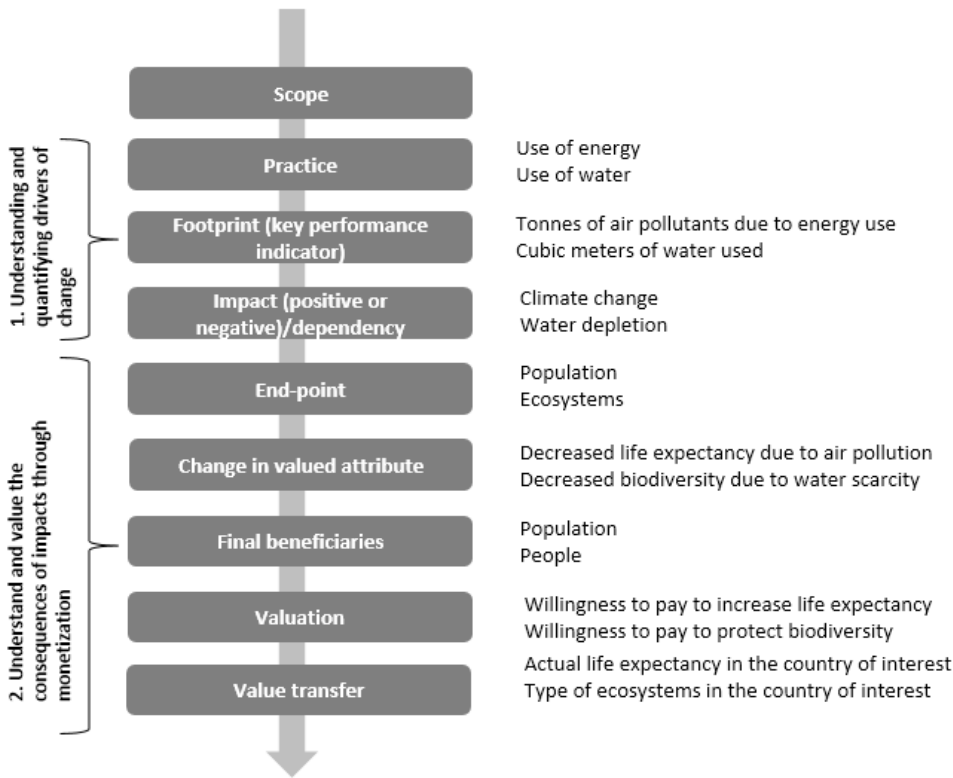 Scope
1. Understanding and
quantifying drivers of
change
Practice
Use of energy
Use of water
Footprint (key performance
indicator)
Tonnes of air pollutants due to energy use
Cubic meters of water used
Impact (positive or
negative)/dependency
Climate change
Water depletion
2. Understand and value the
consequences of impacts through
monetization
End-point
Population
Ecosystems
Change in valued attribute
Decreased life expectancy due to air pollution
Decreased biodiversity due to water scarcity
Final beneficiaries
Population
People
Valuation
Willingness to pay to increase life expectancy
Willingness to pay to protect biodiversity
Value transfer
Actual life expectancy in the country of interest
Type of ecosystems in the country of interest